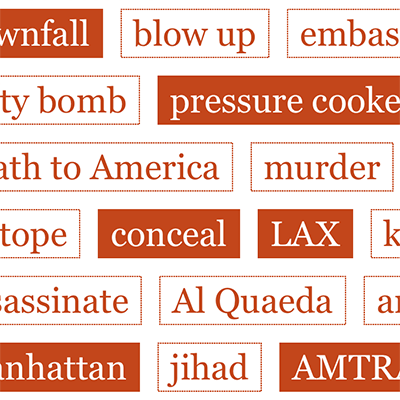 wnfall blow up embas
ty bomb pressure cooke
ath to America murder
tope conceal LAX k
sassinate Al Quaeda a
anhattan jihad AMTRA